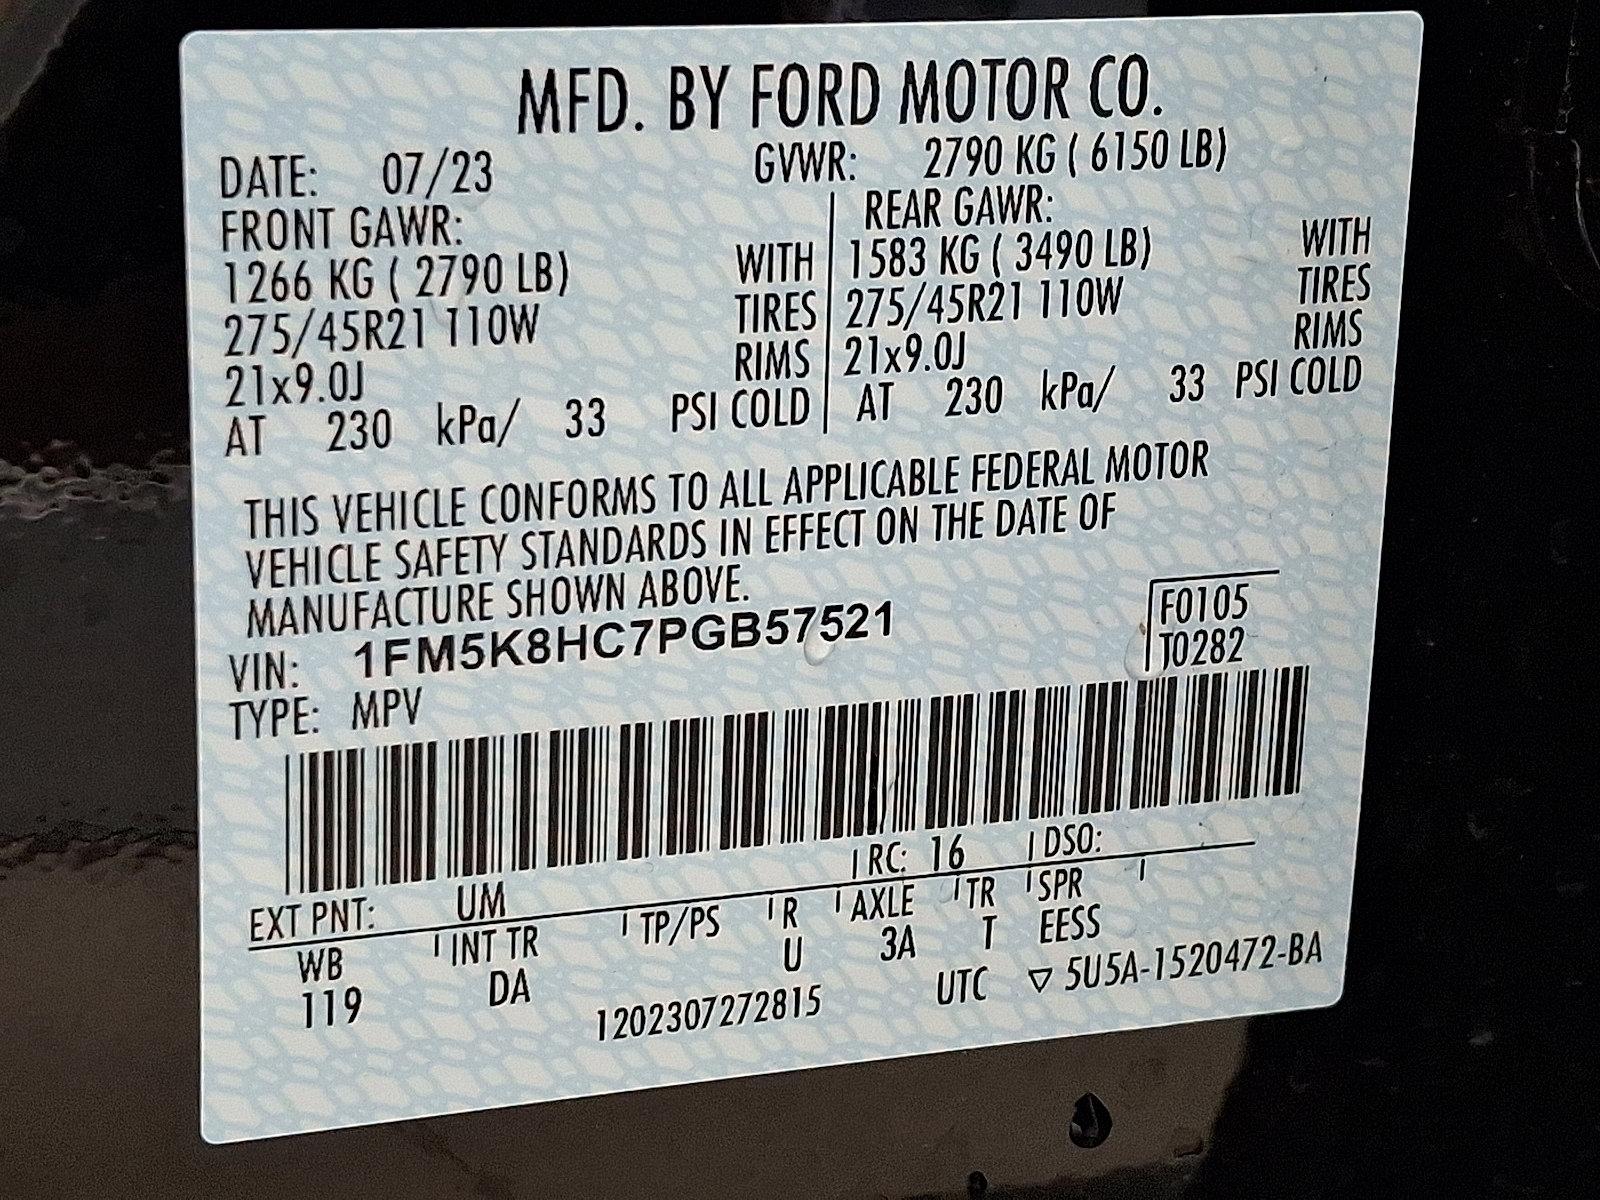 MFD. BY FORD MOTOR CO.
DATE: 07/23 GVWR: 2790 KG ( 6150 LB)
FRONT GAWR: REAR GAWR:
1266 KG ( 2790 LB) WITH 1583 KG ( 3490 LB) WITH
275/45R21 110W TIRES 275/45R21 110W TIRES
21x9.0J RIMS 21x9.0J RIMS
AT 230 kPa/ 33 PSI COLD AT 230 kPa/ 33 PSI COLD
THIS VEHICLE CONFORMS TO ALL APPLICABLE FEDERAL MOTOR
VEHICLE SAFETY STANDARDS IN EFFECT ON THE DATE OF
MANUFACTURE SHOWN ABOVE.
VIN: 1FM5K8HC7PGB57521 F0105
TYPE: MPV T0282
EXT PNT: UM RC: 16 DSO:
WB INT TR TP/PS R AXLE TR SPR
119 DA U 3A T EESS
1202307272815 UTC ▽ 5U5A-1520472-BA